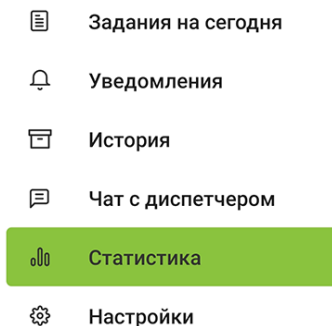 Задания на сегодня
Уведомления
История
Чат с диспетчером
Статистика
Настройки